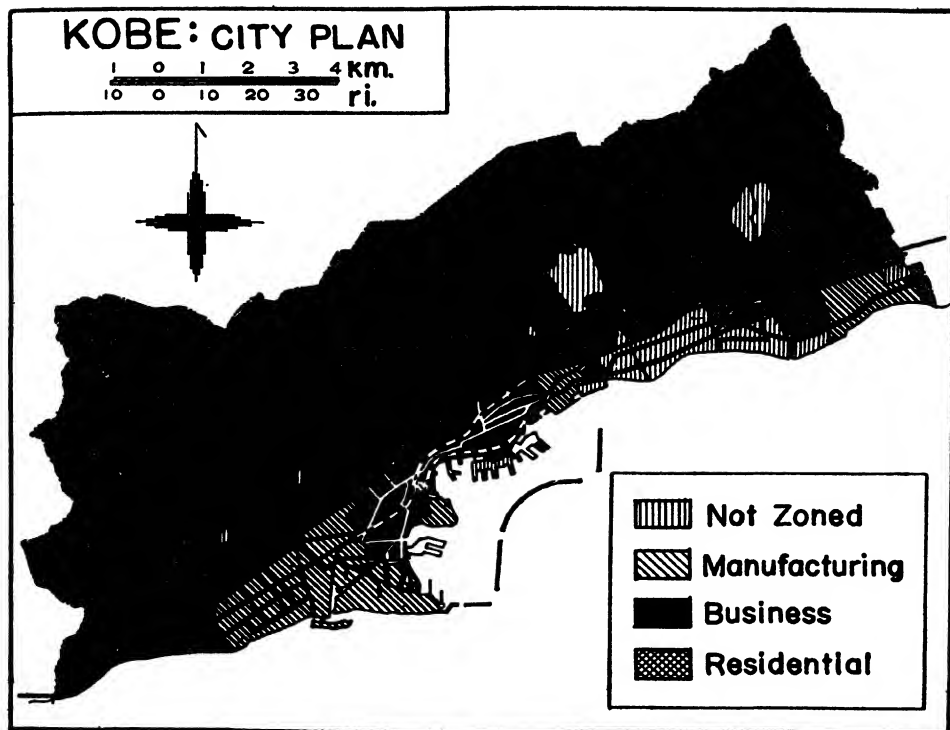 KOBE: CITY PLAN
1 0 1 2 3 4 Km.
10 0 10 20 30 ri.
Not Zoned
Manufacturing
Business
Residential